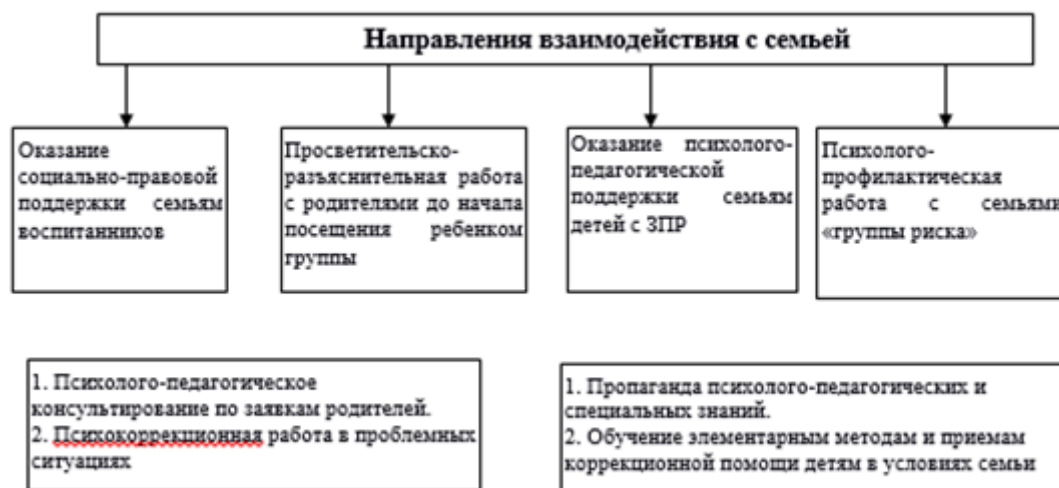 Направления взаимодействия с семьей
Оказание
социально-правовой
поддержки семьям
воспитанников
Просветительско-
разъяснительная работа
с родителями до начала
посещения ребенком
группы
Оказание психолого-
педагогической
поддержки семьям
детей с ЗПР
Психолого-
профилактическая
работа с семьями
«группы риска»
1. Психолого-педагогическое
консультирование по заявкам родителей.
2. Психокоррекционная работа в проблемных
ситуациях
1. Пропаганда психолого-педагогических и
специальных знаний.
2. Обучение элементарным методам и приемам
коррекционной помощи детям в условиях семьи